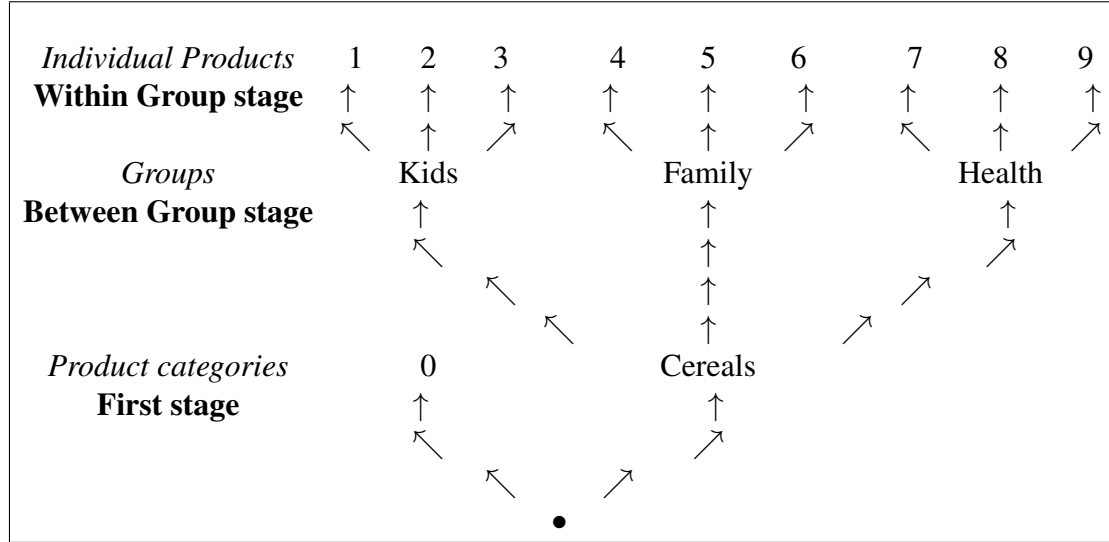 Individual Products 1 2 3 4 5 6 7 8 9
Within Group stage
Groups Kids Family Health
Between Group stage
Product categories 0 Cereals
First stage